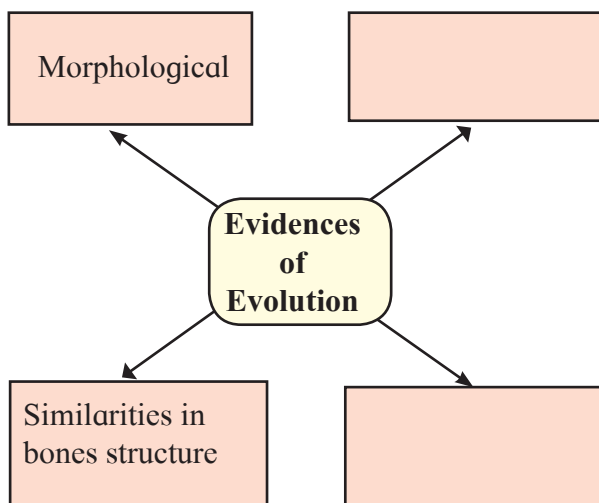 Morphological
Evidences
of
Evolution
Similarities in
bones structure